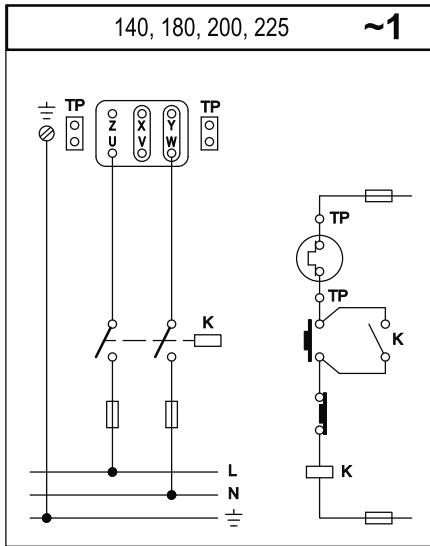 140, 180, 200, 225 ~1
TP TP
Z X Y
U V W
TP
TP
K K
K
L
N